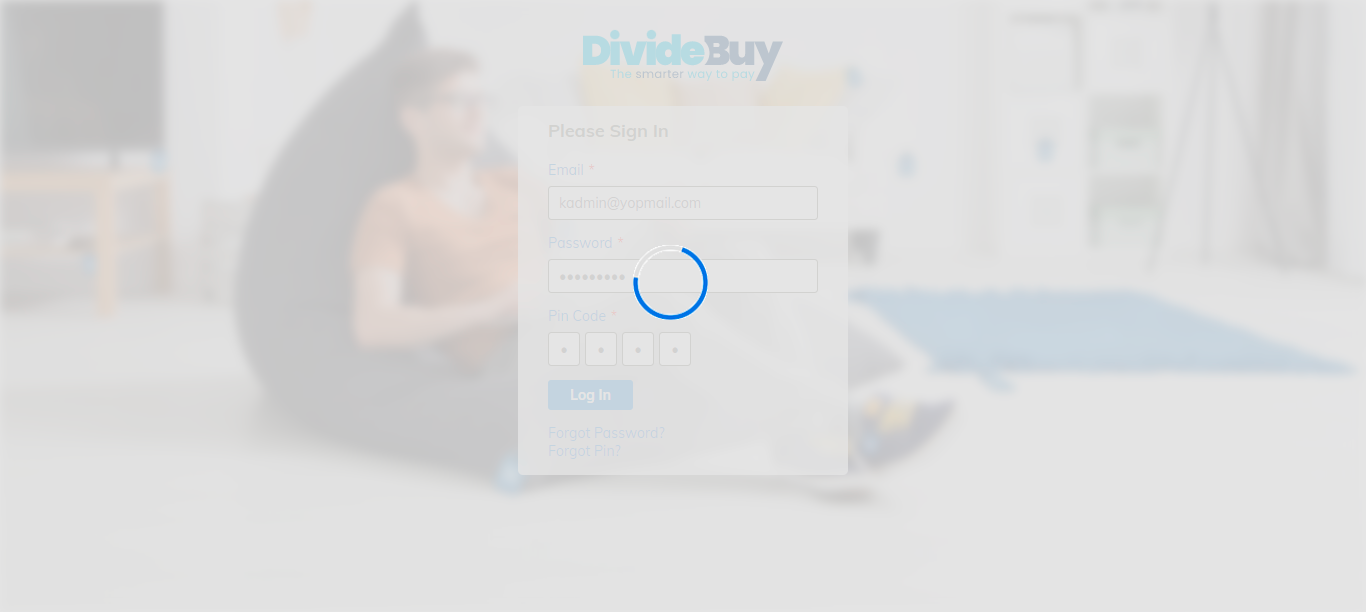 DivideBuy
The smarter way to pay
Please Sign In
Email *
kadmin@yopmail.com
Password *
•••••••••
Pin Code *
• • • •
Log In
Forgot Password?
Forgot Pin?